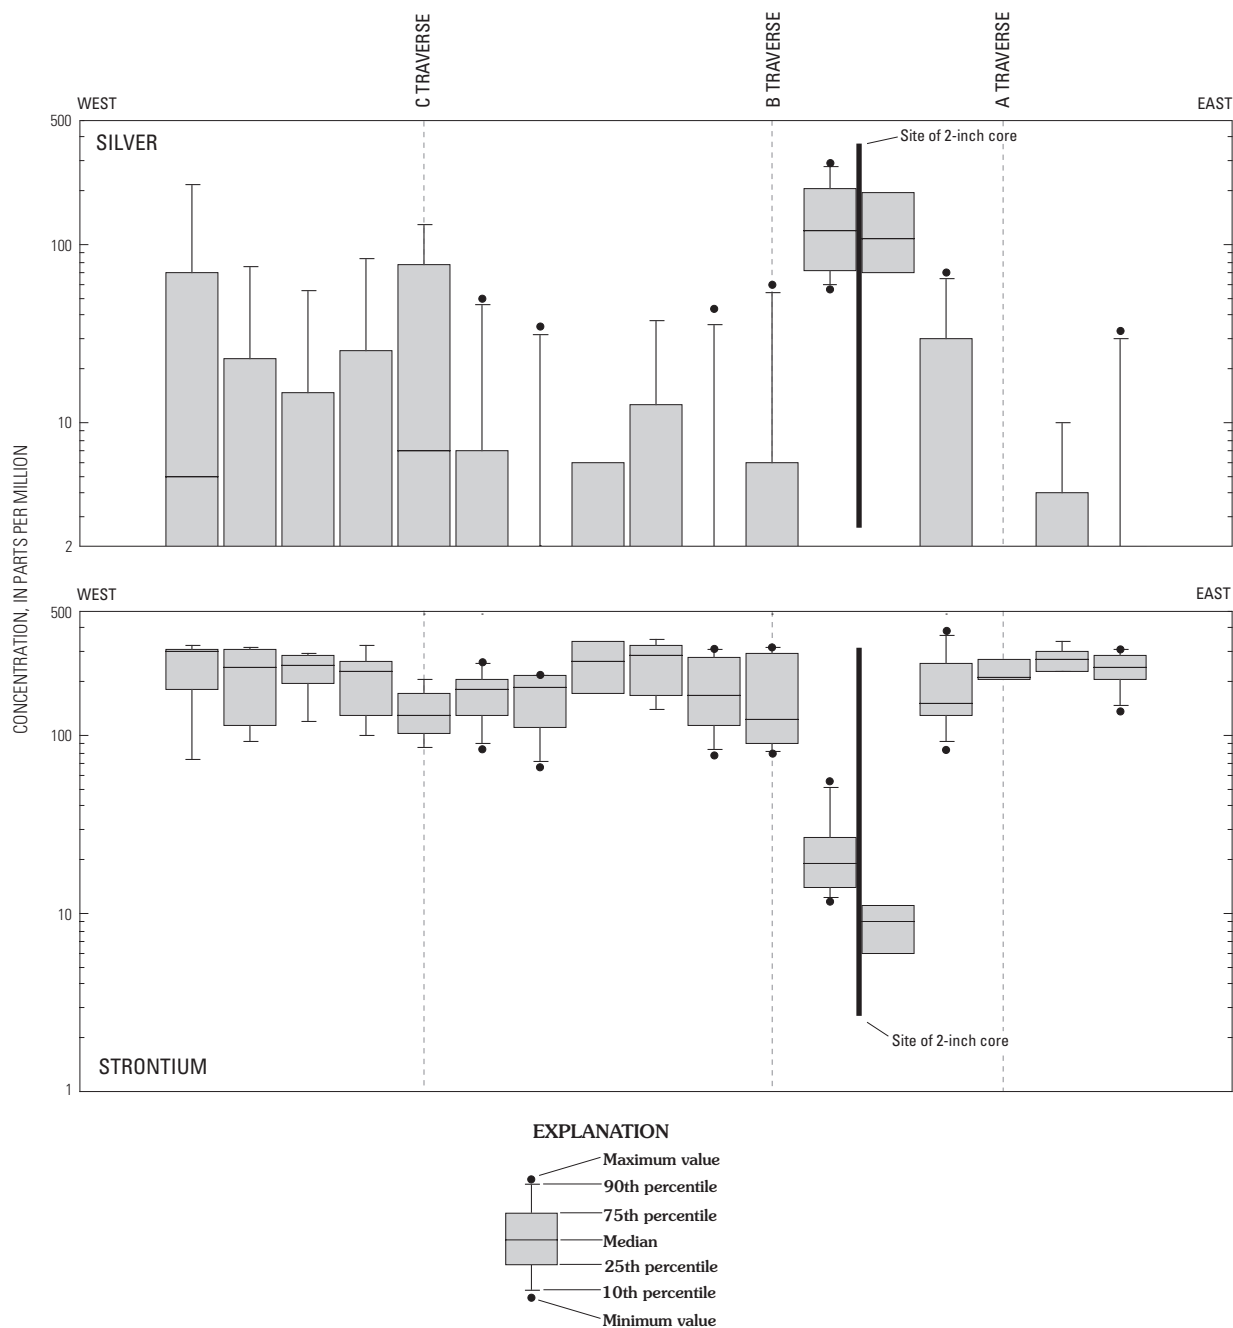 C TRAVERSE
B TRAVERSE
A TRAVERSE
WEST
EAST
500
SILVER
Site of 2-inch core
100
10
2
CONCENTRATION, IN PARTS PER MILLION
WEST
EAST
500
100
10
Site of 2-inch core
STRONTIUM
1
EXPLANATION
Maximum value
90th percentile
75th percentile
Median
25th percentile
10th percentile
Minimum value